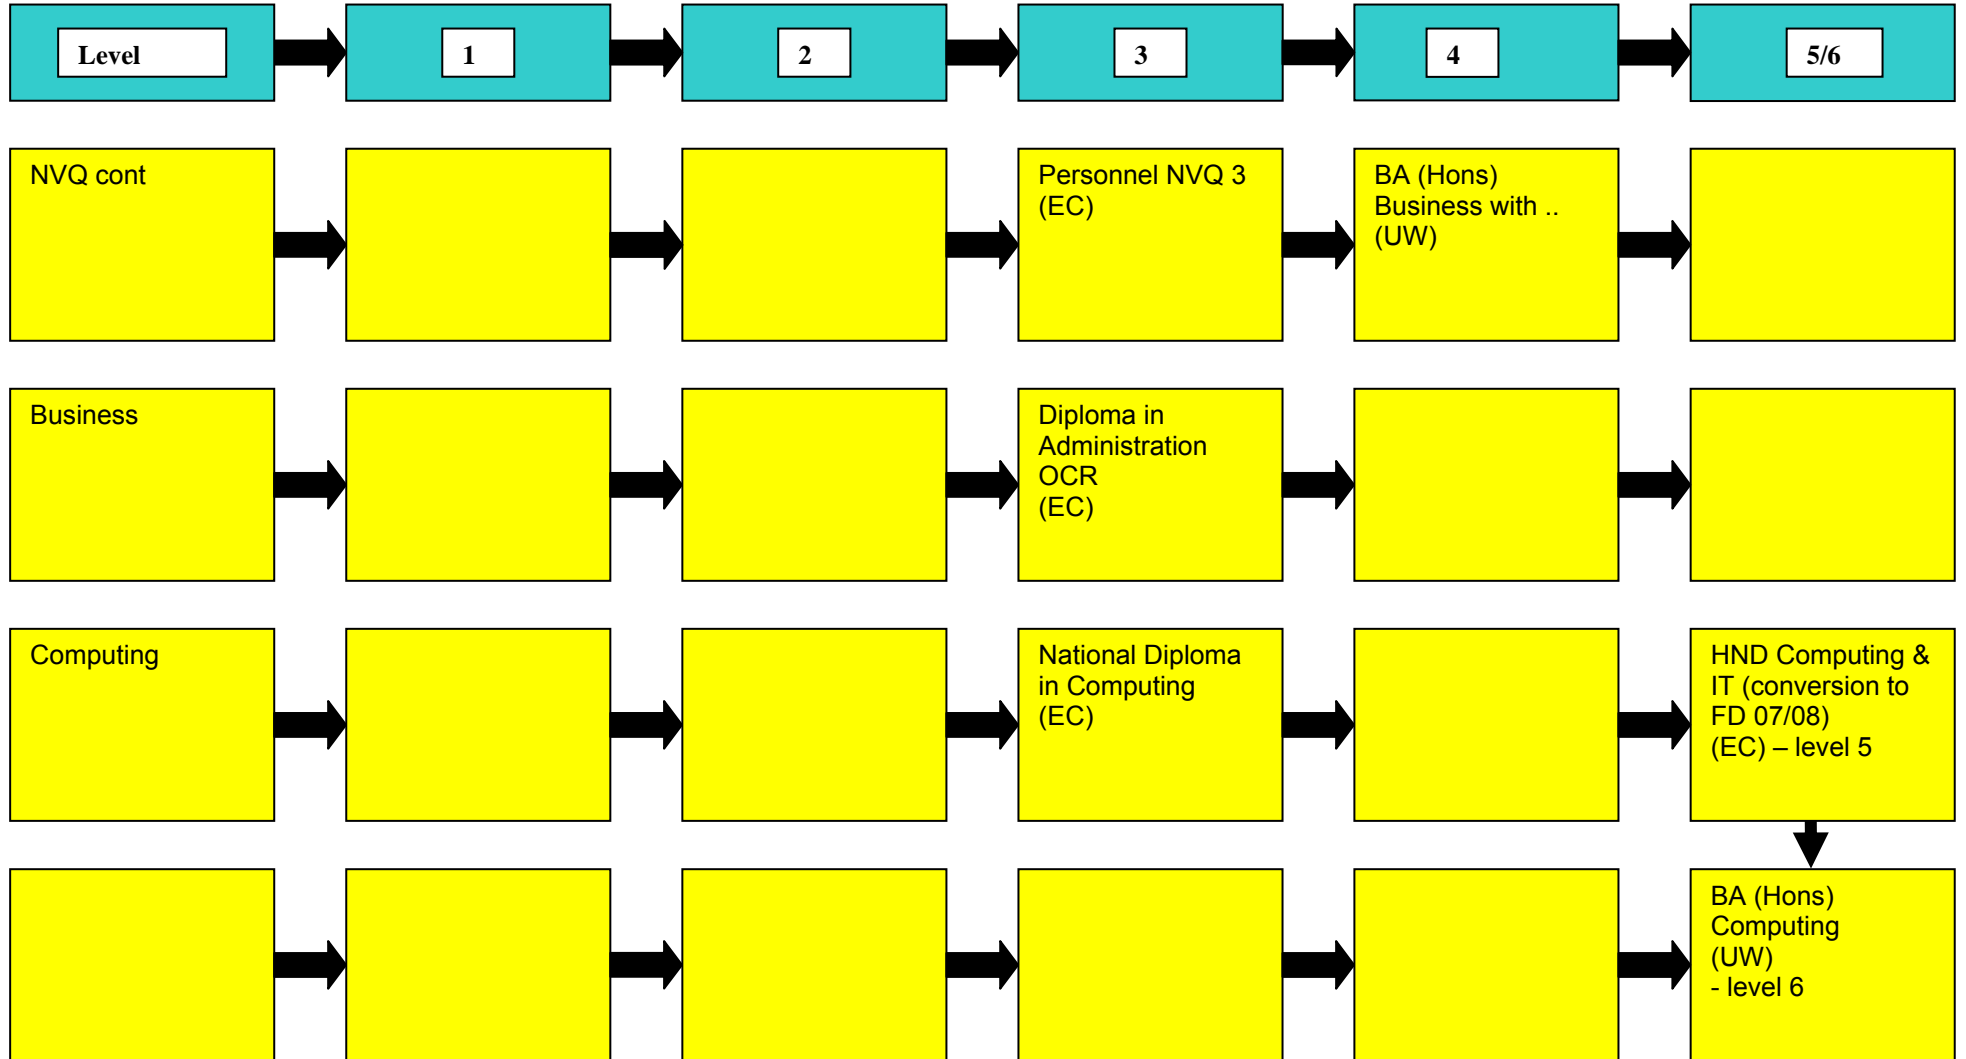 Level
1
2
3
4
5/6
NVQ cont
Personnel NVQ 3
(EC)
BA (Hons)
Business with ..
(UW)
Business
Diploma in
Administration
OCR
(EC)
Computing
National Diploma
in Computing
(EC)
HND Computing &
IT (conversion to
FD 07/08)
(EC) – level 5
BA (Hons)
Computing
(UW)
- level 6